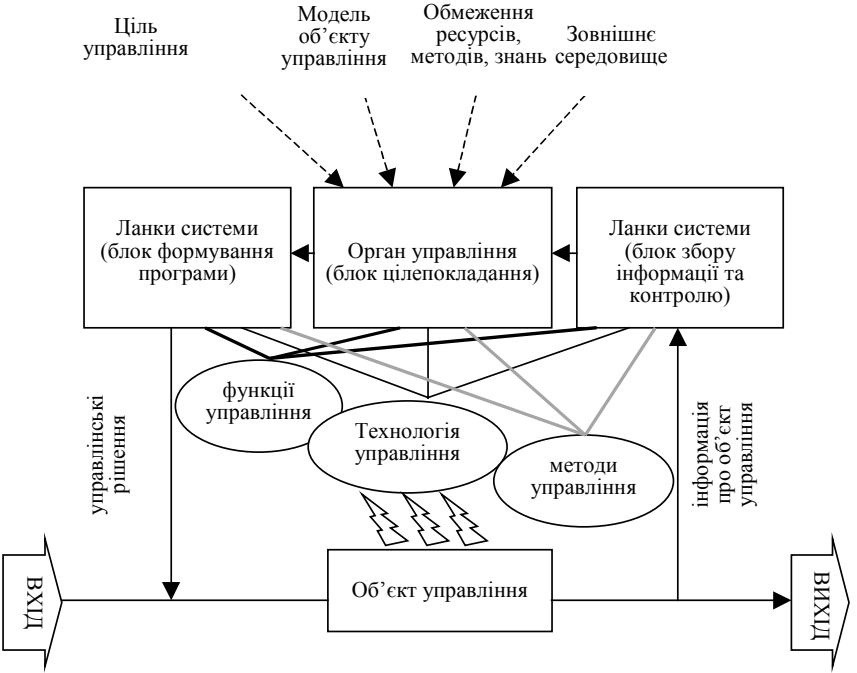 Ціль
управління
Модель
об’єкту
управління
Обмеження
ресурсів,
методів, знань
Зовнішнє
середовище
Ланки системи
(блок формування
програми)
Орган управління
(блок цілепокладання)
Ланки системи
(блок збору
інформації та
контролю)
функції
управління
Технологія
управління
методи
управління
управлінські
рішення
інформація
про об’єкт
управління
ВХІД
Об’єкт управління
ВИХІД